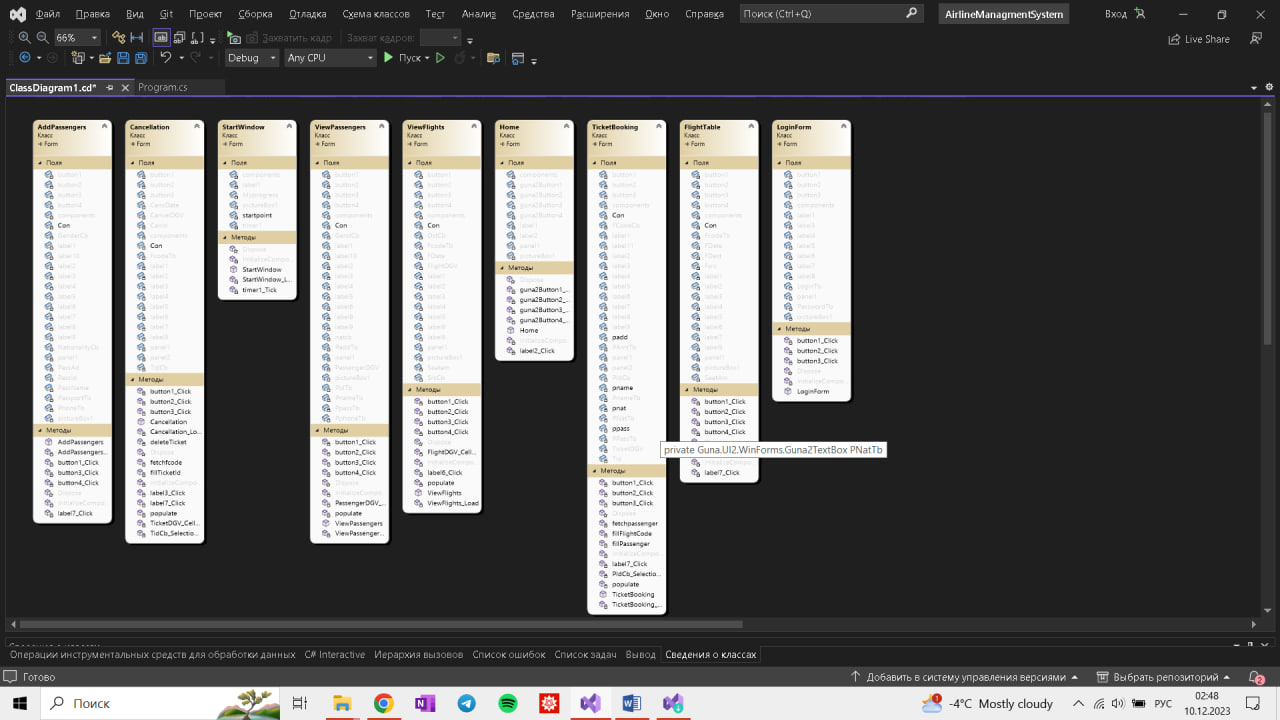 Файл Правка Вид Git Проект Сборка Отладка Схема классов Тест Анализ Средства Расширения Окно Справка Поиск (Ctrl+Q) AirlineManagmentSystem Вход
66% Захватить кадр Захват кадров: Live Share
Debug Any CPU Пуск
ClassDiagram1.cd* Program.cs
AddPassengers
Класс
Form
Поля
button1
button2
button3
button4
components
Con
GenderCb
label1
label10
label2
label3
label4
label5
label6
label7
label8
NationalityCb
panel1
PassAd
PassId
PassName
PassportTb
PhoneTb
pictureBox1
Методы
AddPassengers
AddPassengers...
button1_Click
button3_Click
button4_Click
Dispose
InitializeCompo...
label7_Click
Cancellation
Класс
Form
Поля
button1
button2
button3
CancDate
CancelDGV
Cancel
components
Con
FcodeTb
label1
label2
label3
label4
label5
label6
label7
panel1
panel2
TidCb
Методы
button1_Click
button2_Click
button3_Click
Cancellation
Cancellation_Lo...
deleteTicket
Dispose
fetchfcode
fillTicketId
InitializeCompo...
label3_Click
label7_Click
populate
TicketDGV_Cell...
TidCb_Selectio...
StartWindow
Класс
Form
Поля
components
label1
Myprogress
pictureBox1
startpoint
timer1
Методы
Dispose
InitializeCompo...
StartWindow
StartWindow_L...
timer1_Tick
ViewPassengers
Класс
Form
Поля
button1
button2
button3
button4
components
Con
GendCb
label1
label10
label2
label3
label4
label5
label6
label7
label9
natcb
PaddTb
panel1
PassengerDGV
pictureBox1
PidTb
PnameTb
PpassTb
PphoneTb
Методы
button1_Click
button2_Click
button3_Click
button4_Click
Dispose
InitializeCompo...
PassengerDGV_...
populate
ViewPassengers
ViewPassenger...
ViewFlights
Класс
Form
Поля
button1
button2
button3
button4
components
Con
DstCb
FcodeTb
FDate
FlightDGV
label1
label2
label3
label4
label5
label6
label8
panel1
pictureBox1
Seatnm
SrcCb
Методы
button1_Click
button2_Click
button3_Click
button4_Click
Dispose
FlightDGV_Cell...
InitializeCompo...
label6_Click
populate
ViewFlights
ViewFlights_Load
Home
Класс
Form
Поля
components
guna2Button1
guna2Button2
guna2Button3
guna2Button4
label1
label2
panel1
pictureBox1
Методы
Dispose
guna2Button1_...
guna2Button2_...
guna2Button3_...
guna2Button4_...
Home
InitializeCompo...
label2_Click
TicketBooking
Класс
Form
Поля
button1
button2
button3
components
Con
FCodeCb
label1
label11
label2
label3
label4
label5
label6
label7
label8
label9
padd
PAmtTb
panel1
panel2
PIdCb
pname
PnameTb
pnat
PNatTb
ppass
PPassTb
TicketDGV
Tid
Методы
button1_Click
button2_Click
button3_Click
Dispose
fetchpassenger
fillFlightCode
fillPassenger
InitializeCompo...
label7_Click
PIdCb_Selectio...
populate
TicketBooking
TicketBooking_...
FlightTable
Класс
Form
Поля
button1
button2
button3
button4
components
Con
FcodeTb
FDate
FDest
Fsrc
label1
label2
label3
label4
label5
label6
label7
label8
panel1
pictureBox1
SeatNm
Методы
button1_Click
button2_Click
button3_Click
button4_Click
InitializeCompo...
label7_Click
LoginForm
Класс
Form
Поля
button1
button2
button3
components
label1
label3
label4
label5
label6
label7
label8
LoginTb
panel1
PasswordTb
pictureBox1
Методы
button1_Click
button2_Click
button3_Click
Dispose
InitializeCompo...
LoginForm
private Guna.UI2.WinForms.Guna2TextBox PNatTb
Операции инструментальных средств для обработки данных C# Interactive Иерархия вызовов Список ошибок Список задач Вывод Сведения о классах
Готово Добавить в систему управления версиями Выбрать репозиторий 2
Поиск 1 -4°C Mostly cloudy РУС 02:48
10.12.2023